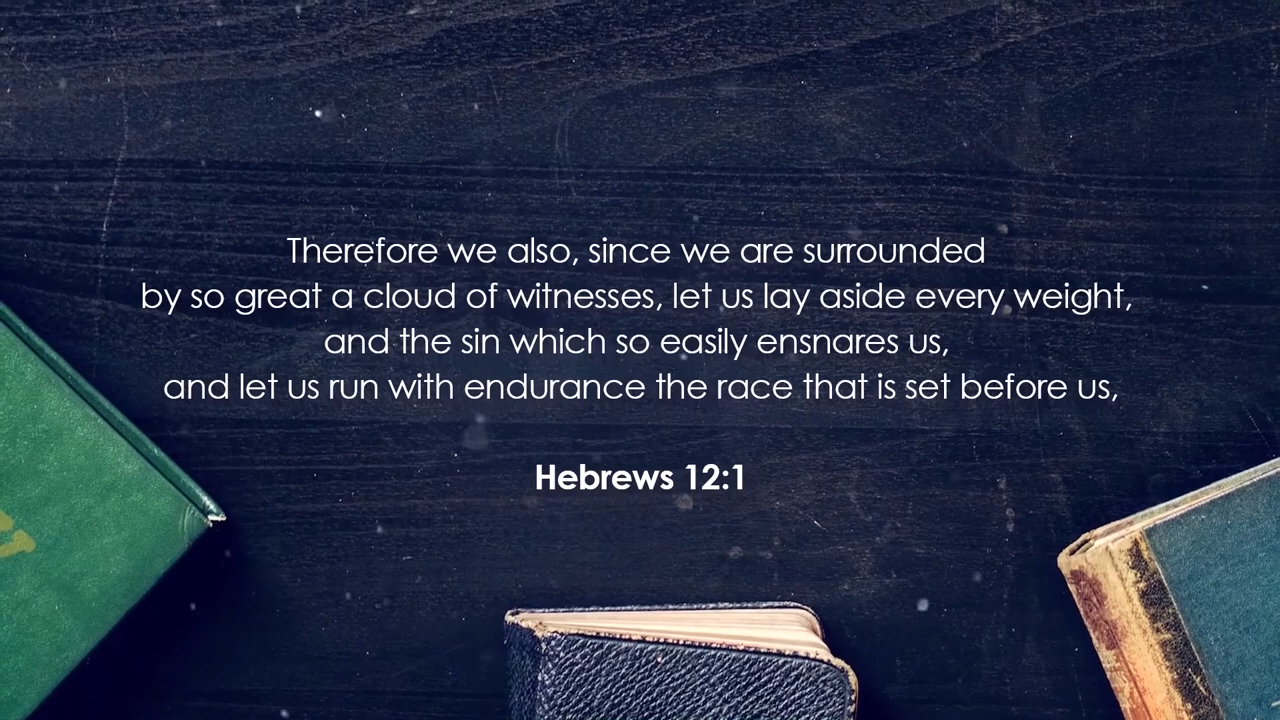 Therefore we also, since we are surrounded
by so great a cloud of witnesses, let us lay aside every weight,
and the sin which so easily ensnares us,
and let us run with endurance the race that is set before us,
Hebrews 12:1